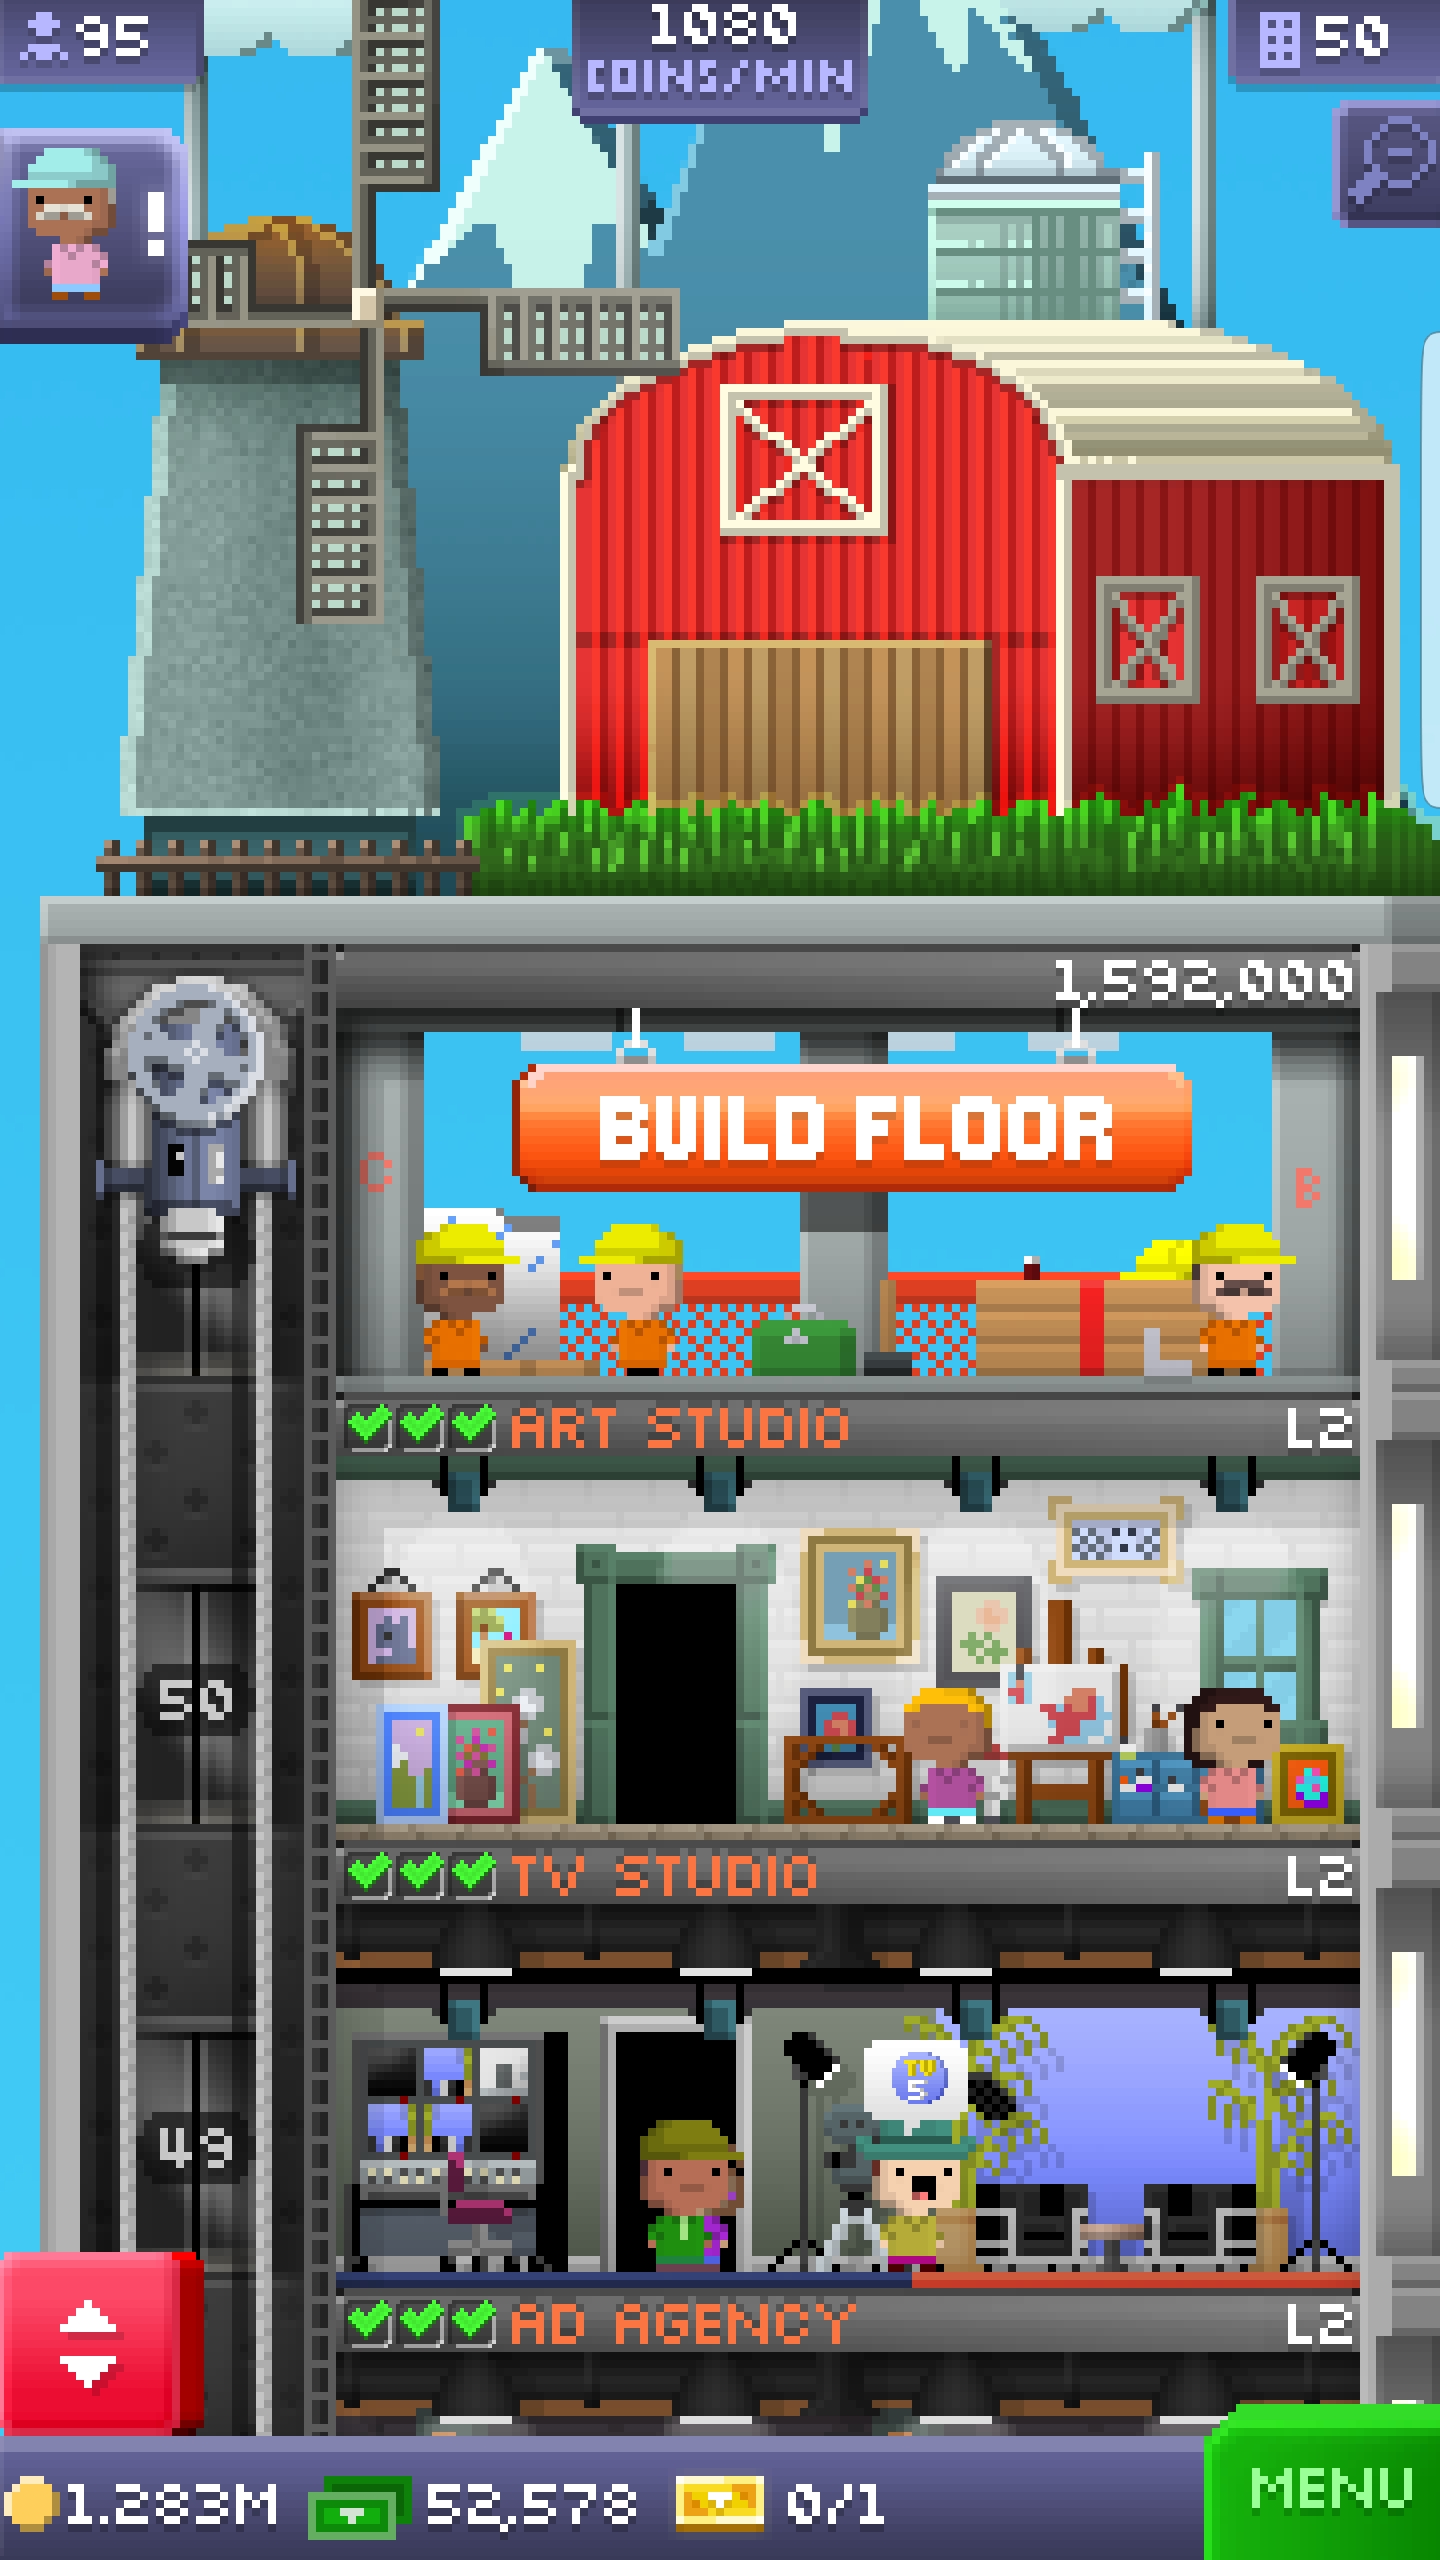 95
1080
COINS/MIN
50
!
1,592,000
BUILD FLOOR
C
B
ART STUDIO L2
50
TV STUDIO L2
TV
5
49
AD AGENCY L2
1.283M 52,578 0/1
MENU